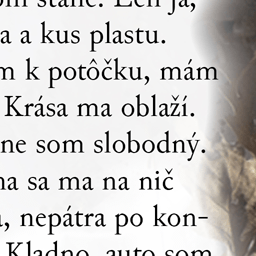 om stane. Len ja,
a a kus plastu.
m k potôčku, mám
Krása ma oblaží.
ne som slobodný.
na sa ma na nič
, nepátra po kon-
Kladno, auto som